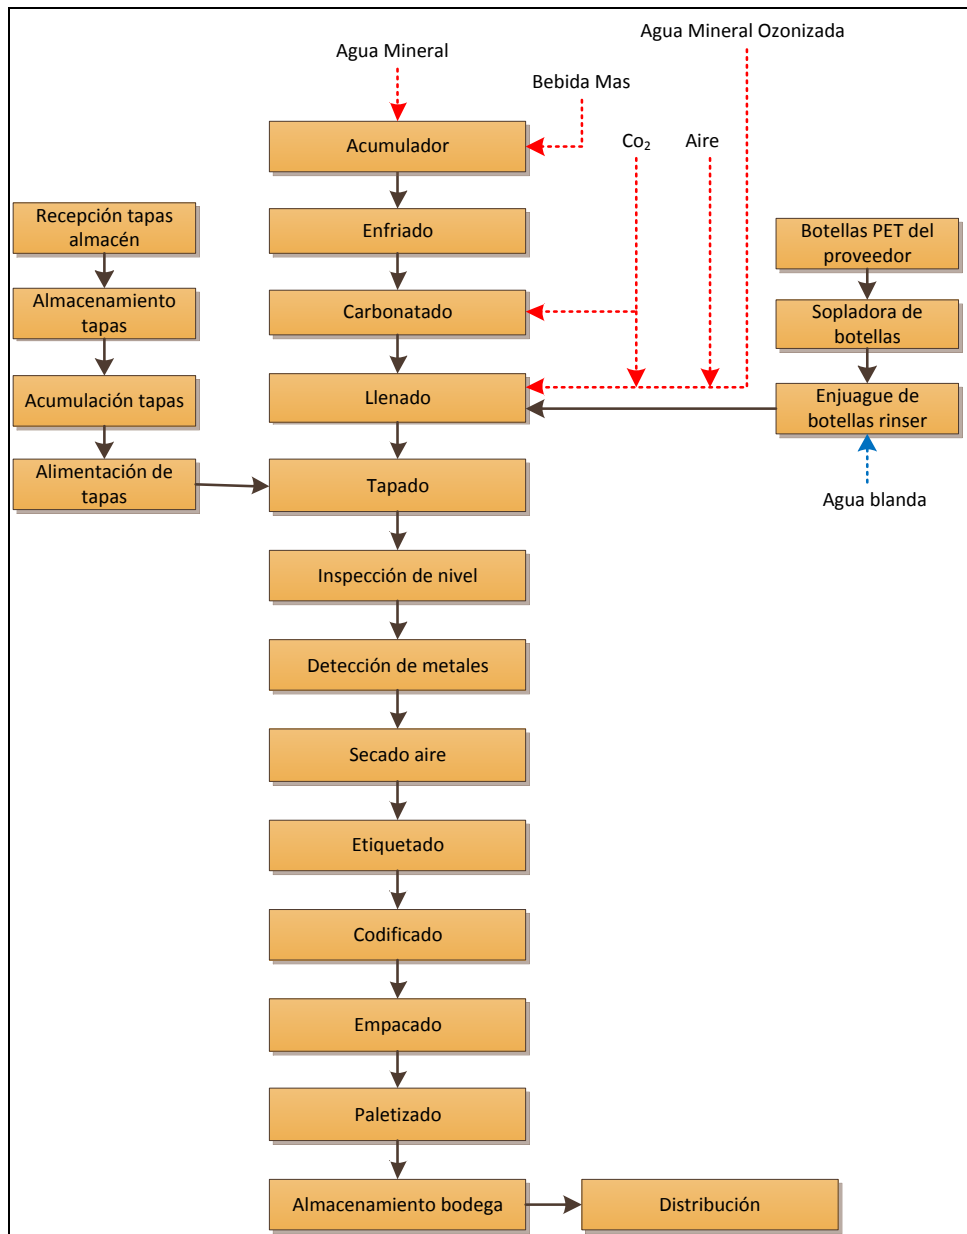 Agua Mineral Ozonizada
Agua Mineral
Bebida Mas
Co₂
Aire
Acumulador
Recepción tapas
almacén
Enfriado
Botellas PET del
proveedor
Almacenamiento
tapas
Carbonatado
Sopladora de
botellas
Acumulación tapas
Llenado
Enjuague de
botellas rinser
Alimentación de
tapas
Tapado
Agua blanda
Inspección de nivel
Detección de metales
Secado aire
Etiquetado
Codificado
Empacado
Paletizado
Almacenamiento bodega
Distribución